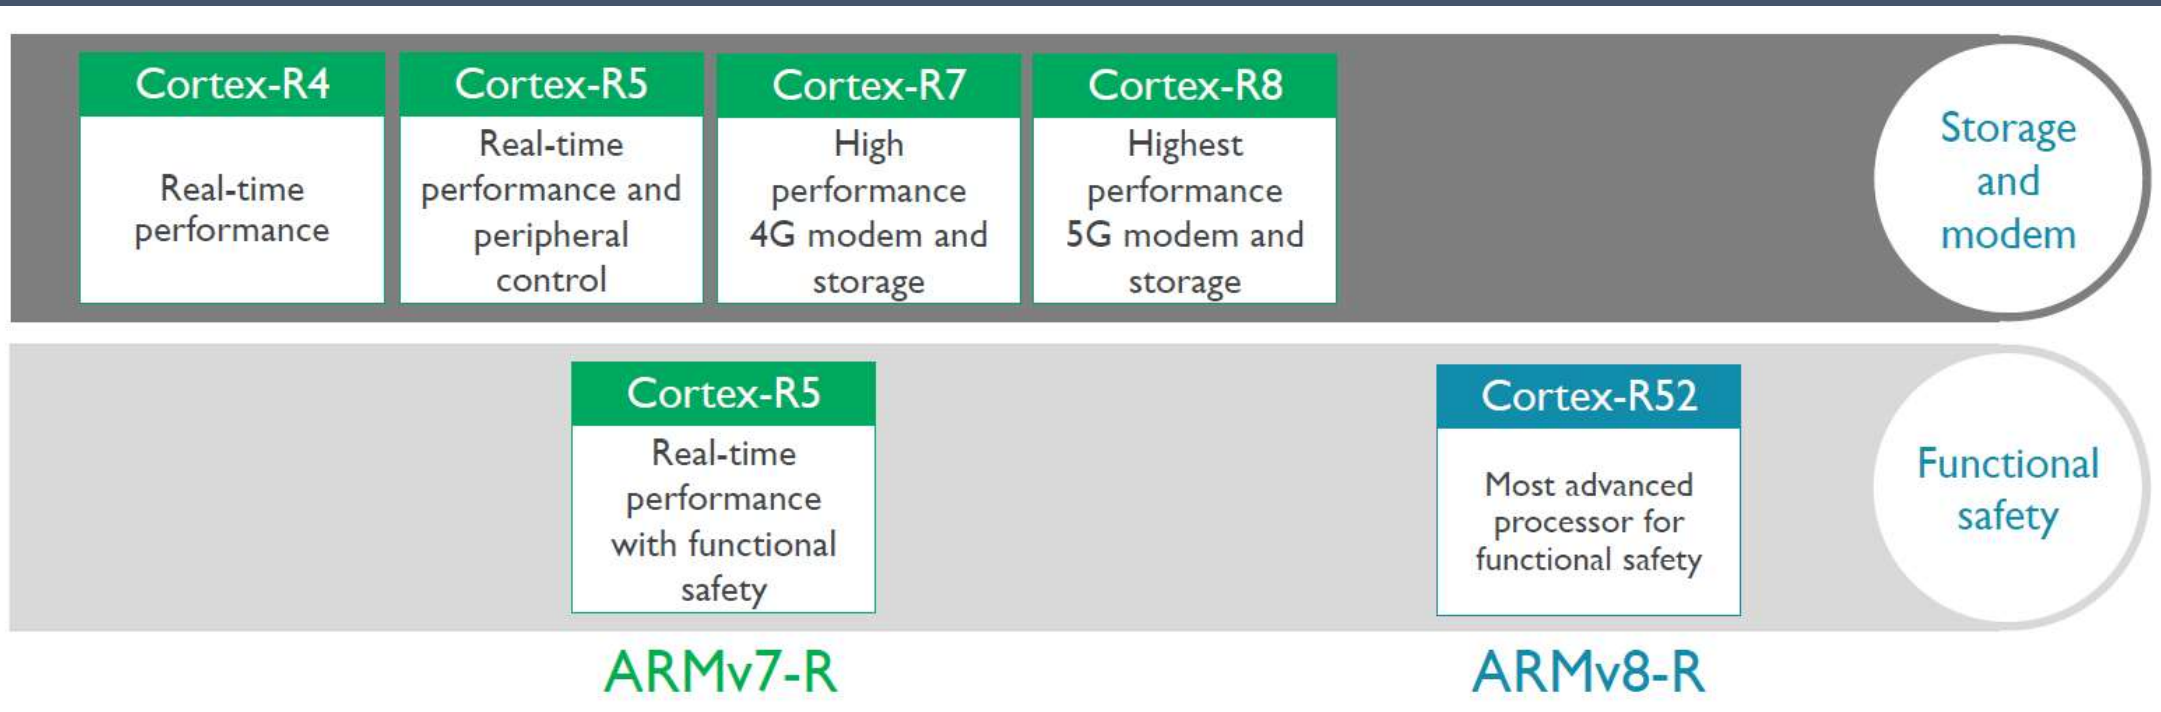 Cortex-R4
Real-time
performance
Cortex-R5
Real-time
performance and
peripheral
control
Cortex-R7
High
performance
4G modem and
storage
Cortex-R8
Highest
performance
5G modem and
storage
Storage
and
modem
Cortex-R5
Real-time
performance
with functional
safety
Cortex-R52
Most advanced
processor for
functional safety
Functional
safety
ARMv7-R
ARMv8-R